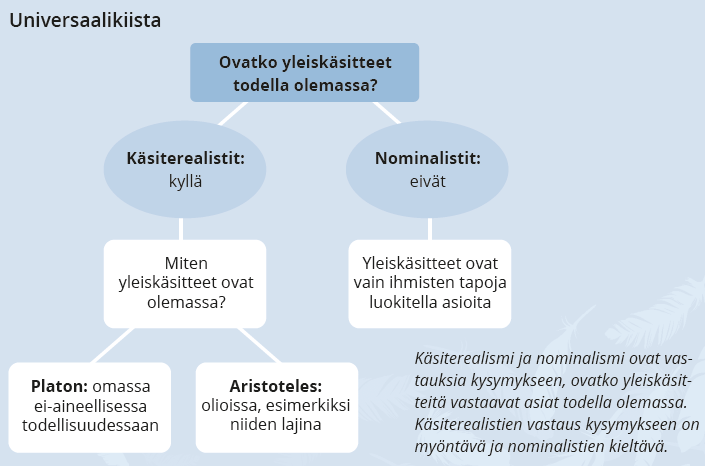 Universaalikiista
Ovatko yleiskäsitteet
todella olemassa?
Käsiterealistit:
kyllä
Nominalistit:
eivät
Miten
yleiskäsitteet ovat
olemassa?
Yleiskäsitteet ovat
vain ihmisten tapoja
luokitella asioita
Platon: omassa
ei-aineellisessa
todellisuudessaan
Aristoteles:
olioissa, esimerkiksi
niiden lajina
Käsiterealismi ja nominalismi ovat vas-
tauksia kysymykseen, ovatko yleiskäsit-
teitä vastaavat asiat todella olemassa.
Käsiterealistien vastaus kysymykseen on
myöntävä ja nominalistien kieltävä.